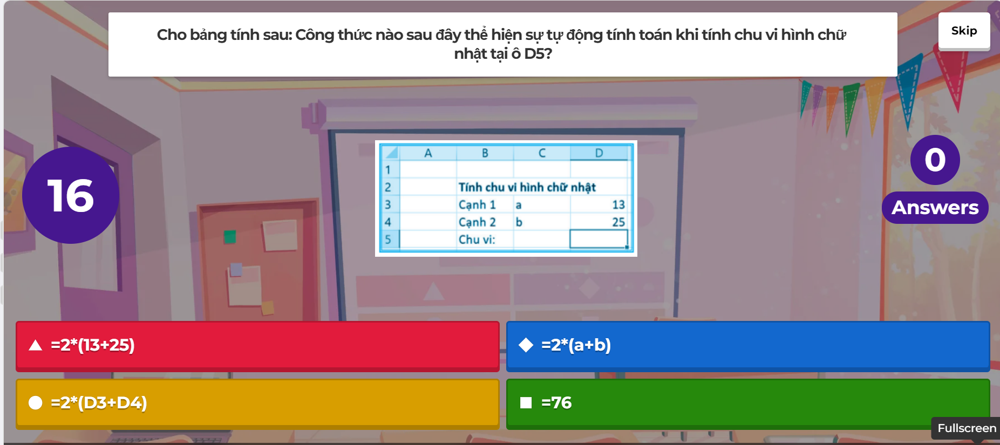 Cho bảng tính sau: Công thức nào sau đây thể hiện sự tự động tính toán khi tính chu vi hình chữ
nhật tại ô D5?
Skip
16
0
Answers
A B C D
1
2 Tính chu vi hình chữ nhật
3 Cạnh 1 a 13
4 Cạnh 2 b 25
5 Chu vi:
=2*(13+25)
=2*(a+b)
=2*(D3+D4)
=76
Fullscreen